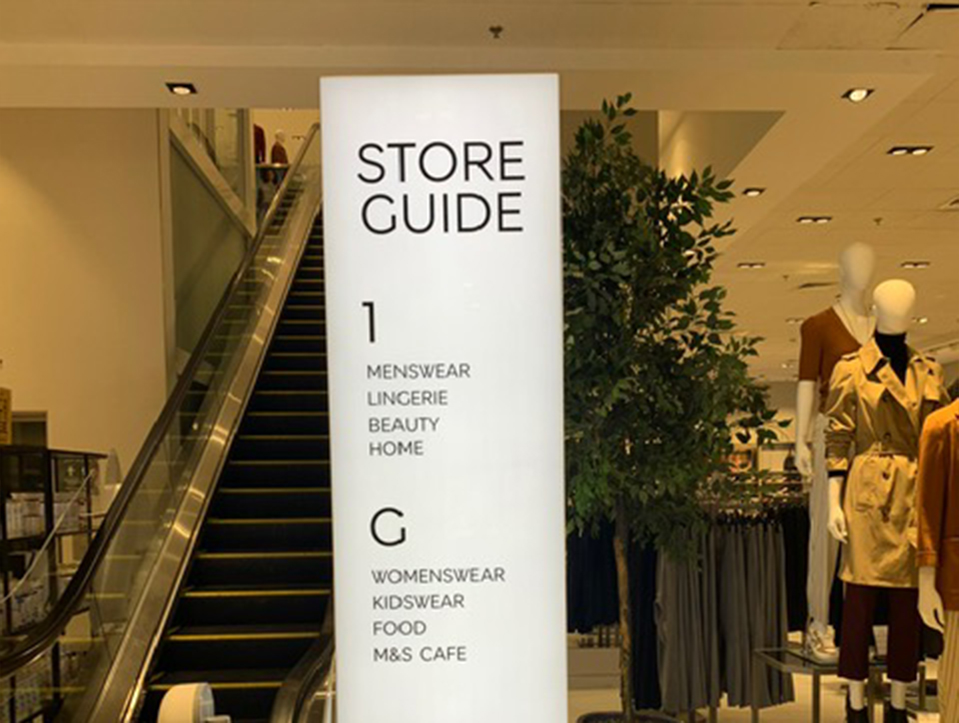 STORE
GUIDE
1
MENSWEAR
LINGERIE
BEAUTY
HOME
G
WOMENSWEAR
KIDSWEAR
FOOD
M&S CAFE